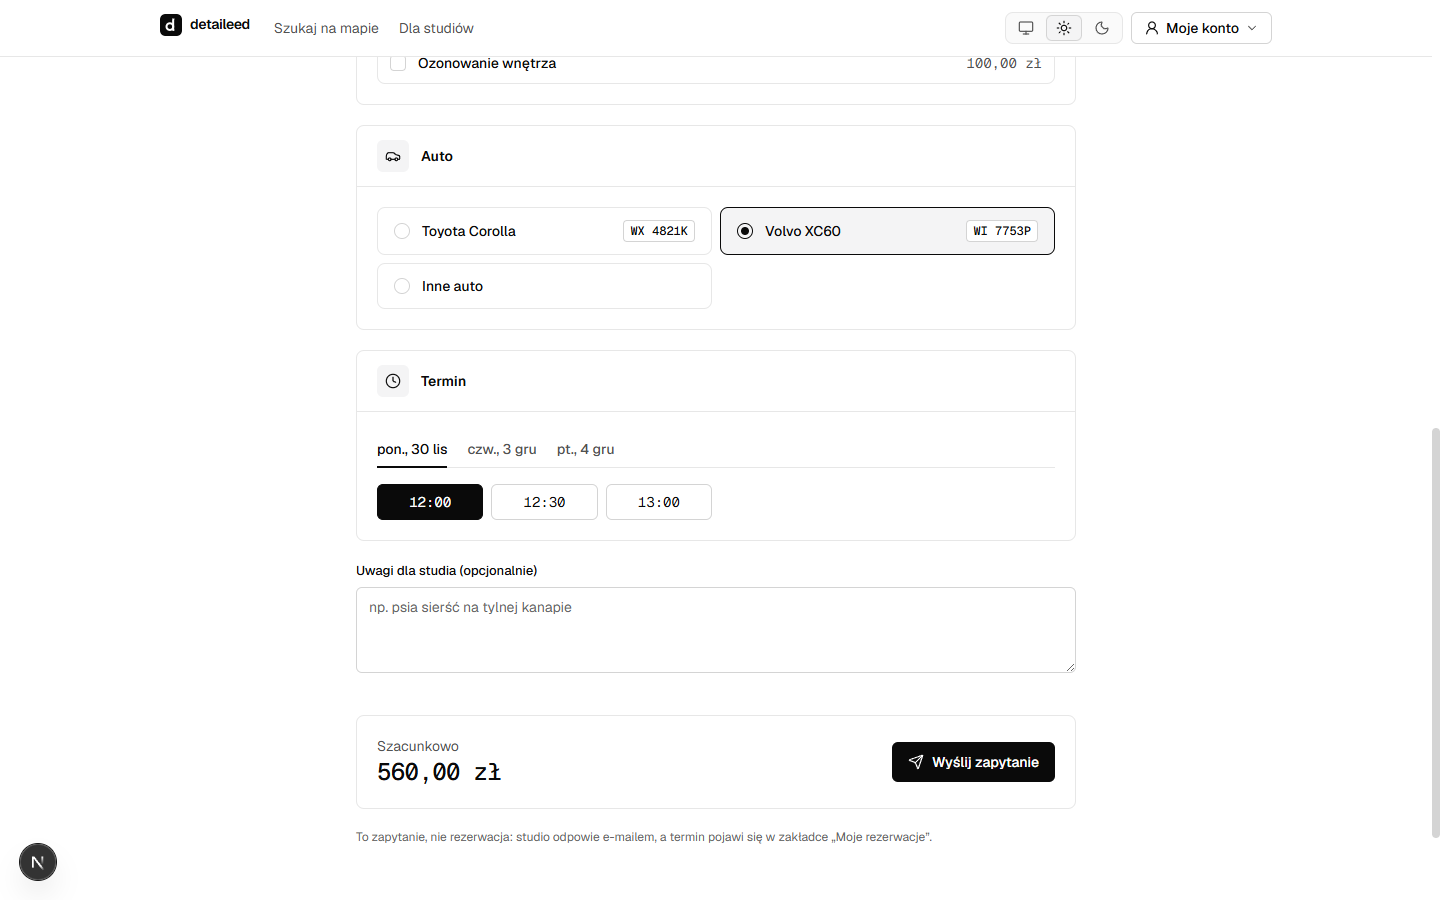 detaileed
Szukaj na mapie
Dla studiów
Moje konto
Ozonowanie wnętrza
100,00 zł
Auto
Toyota Corolla
WX 4821K
Volvo XC60
WI 7753P
Inne auto
Termin
pon., 30 lis
czw., 3 gru
pt., 4 gru
12:00
12:30
13:00
Uwagi dla studia (opcjonalnie)
np. psia sierść na tylnej kanapie
Szacunkowo
560,00 zł
Wyślij zapytanie
To zapytanie, nie rezerwacja: studio odpowie e-mailem, a termin pojawi się w zakładce „Moje rezerwacje”.